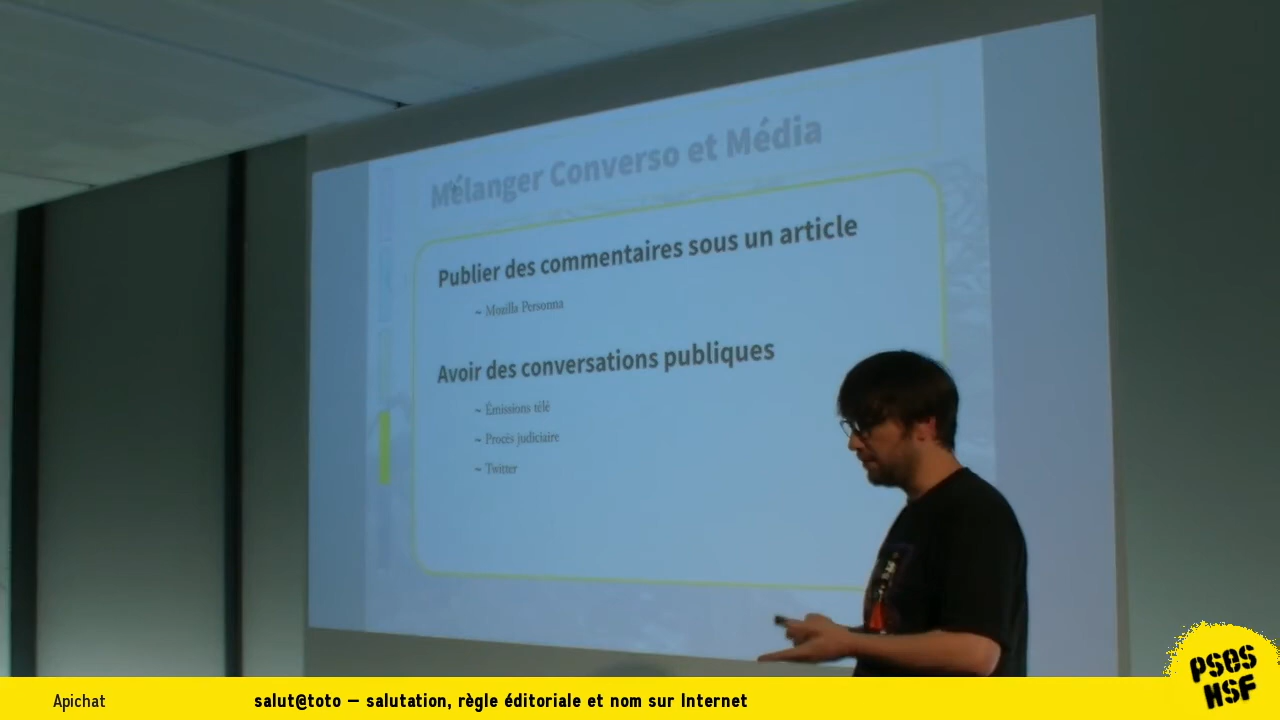 Mélanger Converso et Média
Publier des commentaires sous un article
~ Mozilla Personna
Avoir des conversations publiques
~ Émissions télé
~ Procès judiciaire
~ Twitter
Apichat
salut@toto – salutation, règle éditoriale et nom sur Internet
PSES
HSF